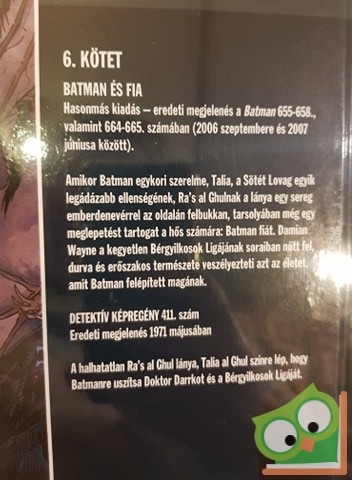 6. KÖTET
BATMAN ÉS FIA
Hasonmás kiadás – eredeti megjelenés a Batman 655-658.,
valamint 664-665. számában (2006 szeptembere és 2007
júniusa között).
Amikor Batman egykori szerelme, Talia, a Sötét Lovag egyik
legádázabb ellenségének, Ra's al Ghulnak a lánya egy sereg
emberdenevérrel az oldalán felbukkan, tarsolyában még egy
meglepetést tartogat a hős számára: Batman fiát. Damian
Wayne a kegyetlen Bérgyilkosok Ligájának soraiban nőtt fel,
durva és erőszakos természete veszélyezteti azt az életet,
amit Batman felépített magának.
DETEKTÍV KÉPREGÉNY 411. szám
Eredeti megjelenés 1971 májusában
A halhatatlan Ra's al Ghul lánya, Talia al Ghul színre lép, hogy
Batmanre uszítsa Doktor Darrkot és a Bérgyilkosok Ligáját.